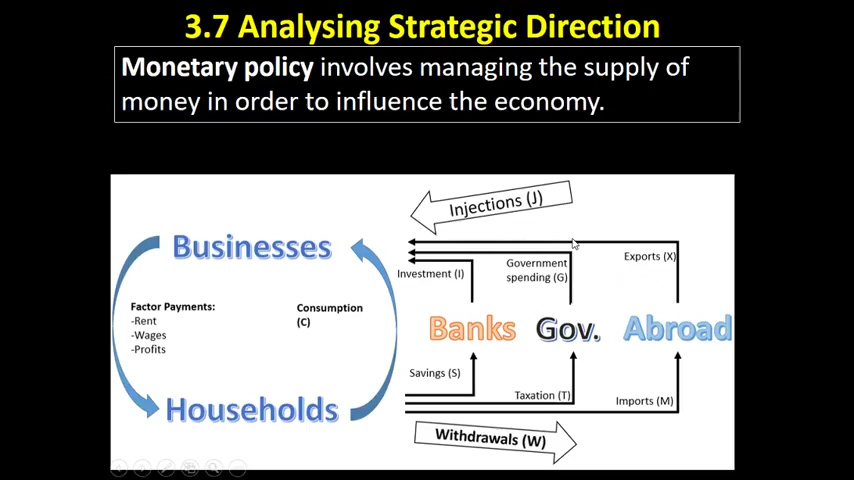 3.7 Analysing Strategic Direction
Monetary policy involves managing the supply of
money in order to influence the economy.
Injections (J)
Businesses
Investment (I)
Government
spending (G)
Exports (X)
Factor Payments:
-Rent
-Wages
-Profits
Consumption
(C)
Banks
Gov.
Abroad
Savings (S)
Taxation (T)
Imports (M)
Households
Withdrawals (W)